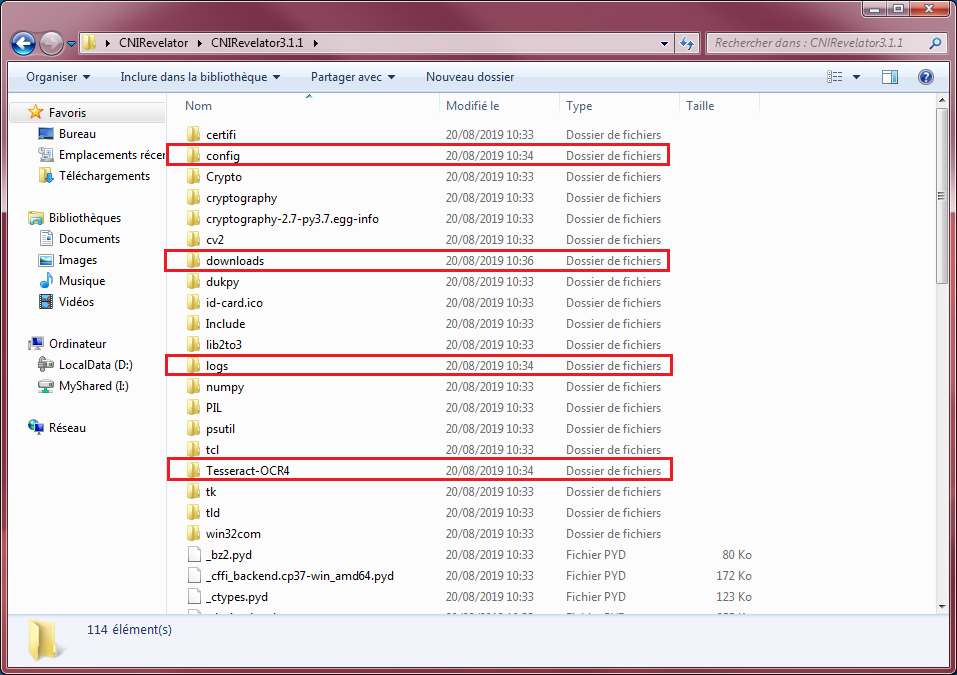 CNIRevelator CNIRevelator3.1.1
Rechercher dans : CNIRevelator3.1.1
Organiser Inclure dans la bibliothèque Partager avec Nouveau dossier
Favoris
Bureau
Emplacements récen
Téléchargements
Bibliothèques
Documents
Images
Musique
Vidéos
Ordinateur
LocalData (D:)
MyShared (I:)
Réseau
Nom Modifié le Type Taille
certifi 20/08/2019 10:33 Dossier de fichiers
config 20/08/2019 10:34 Dossier de fichiers
Crypto 20/08/2019 10:33 Dossier de fichiers
cryptography 20/08/2019 10:33 Dossier de fichiers
cryptography-2.7-py3.7.egg-info 20/08/2019 10:33 Dossier de fichiers
cv2 20/08/2019 10:33 Dossier de fichiers
downloads 20/08/2019 10:36 Dossier de fichiers
dukpy 20/08/2019 10:33 Dossier de fichiers
id-card.ico 20/08/2019 10:33 Dossier de fichiers
Include 20/08/2019 10:33 Dossier de fichiers
lib2to3 20/08/2019 10:33 Dossier de fichiers
logs 20/08/2019 10:34 Dossier de fichiers
numpy 20/08/2019 10:33 Dossier de fichiers
PIL 20/08/2019 10:33 Dossier de fichiers
psutil 20/08/2019 10:33 Dossier de fichiers
tcl 20/08/2019 10:33 Dossier de fichiers
Tesseract-OCR4 20/08/2019 10:34 Dossier de fichiers
tk 20/08/2019 10:33 Dossier de fichiers
tld 20/08/2019 10:33 Dossier de fichiers
win32com 20/08/2019 10:33 Dossier de fichiers
_bz2.pyd 20/08/2019 10:33 Fichier PYD 80 Ko
_cffi_backend.cp37-win_amd64.pyd 20/08/2019 10:33 Fichier PYD 172 Ko
_ctypes.pyd 20/08/2019 10:33 Fichier PYD 123 Ko
114 élément(s)